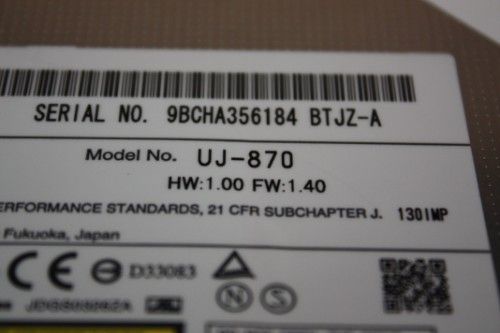 SERIAL NO. 9BCHA356184 BTJZ-A
Model No. UJ-870
HW:1.00 FW:1.40
ERFORMANCE STANDARDS, 21 CFR SUBCHAPTER J. 1301MP
Fukuoka, Japan
CE D33083
N S